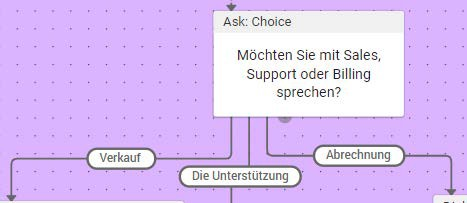 Ask: Choice
Möchten Sie mit Sales,
Support oder Billing
sprechen?
Verkauf
Abrechnung
Die Unterstützung